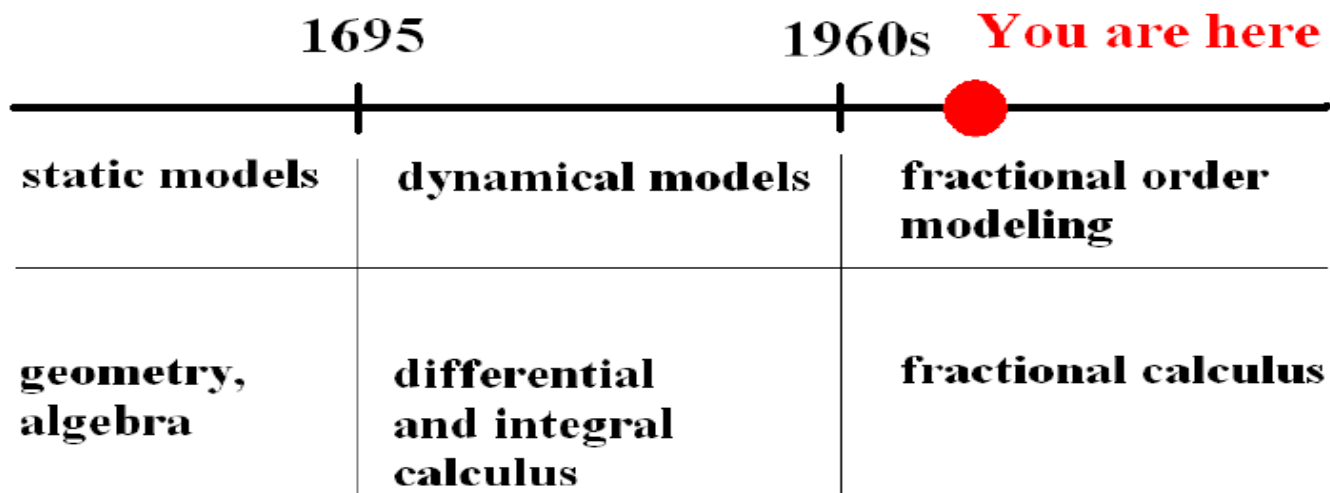 1695
1960s
You are here
static models
dynamical models
fractional order
modeling
geometry,
algebra
differential
and integral
calculus
fractional calculus